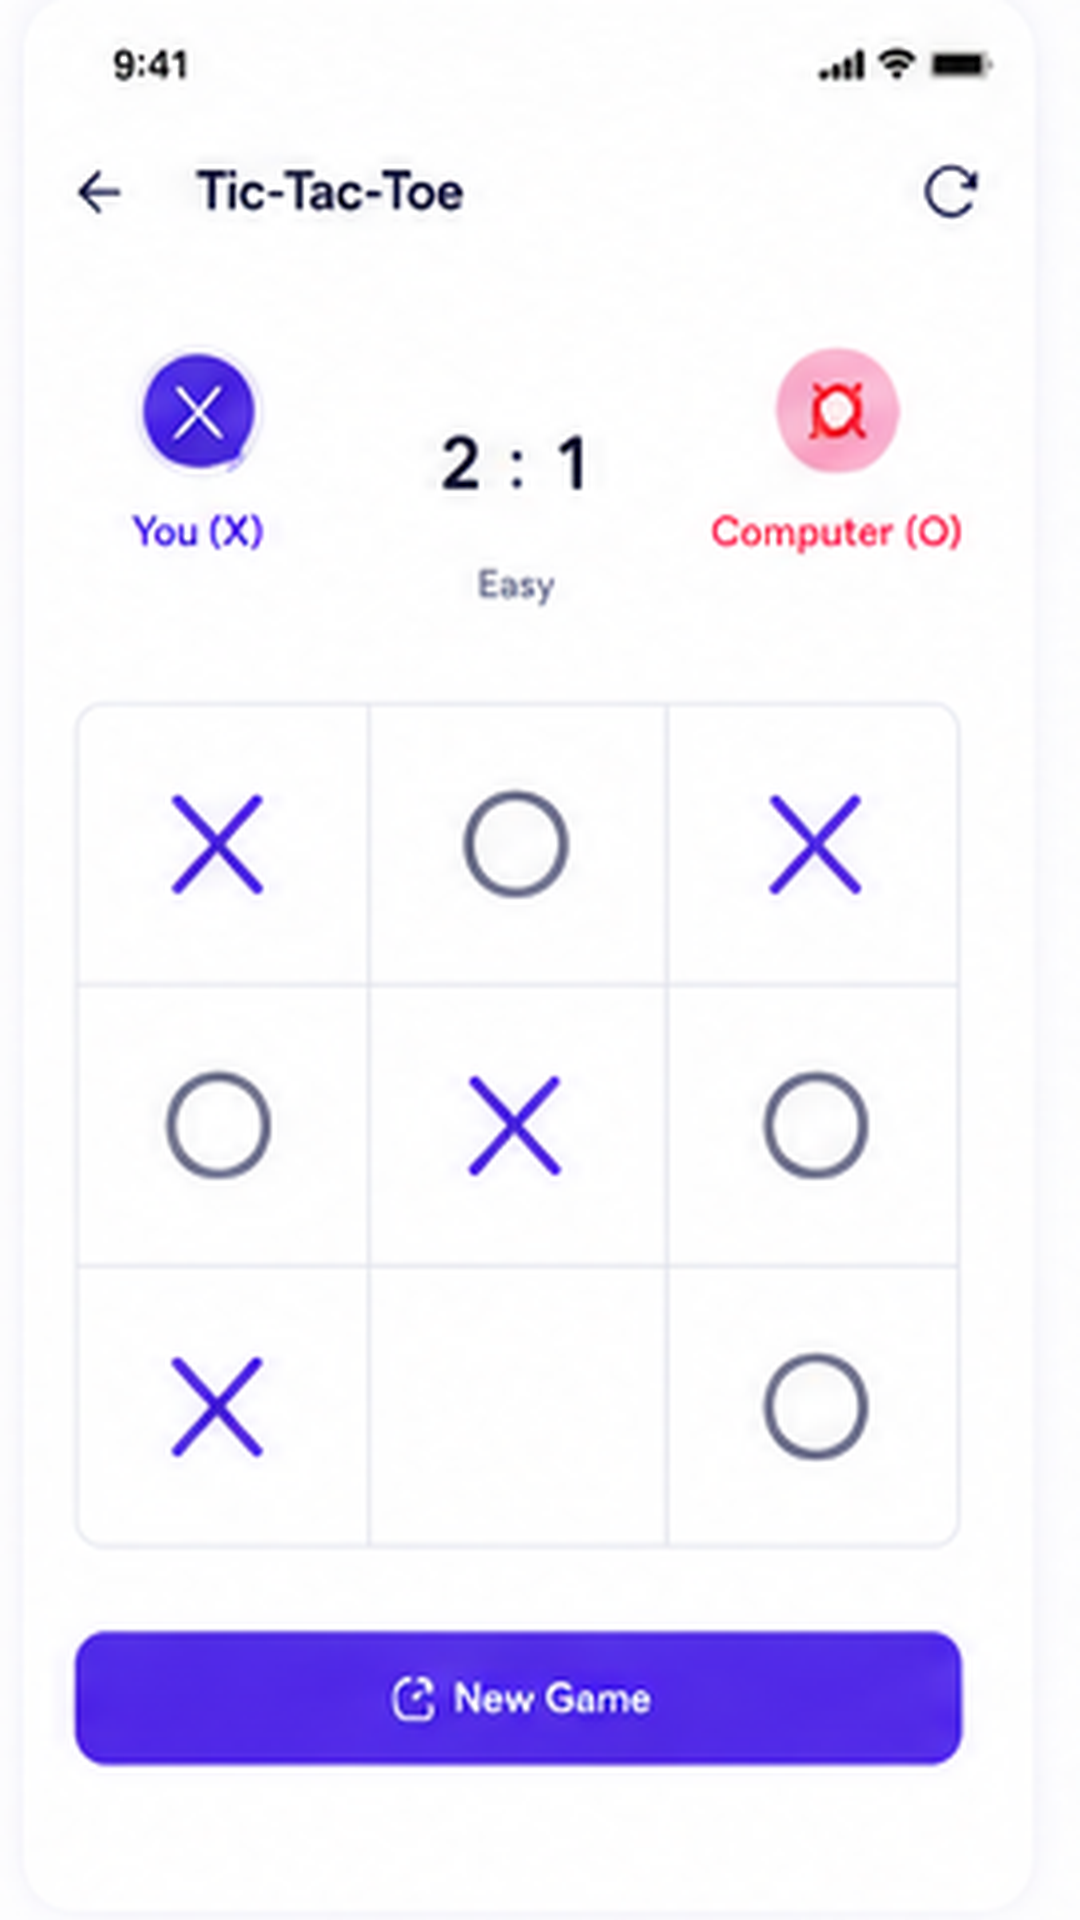 9:41
Tic-Tac-Toe
2 : 1
You (X)
Computer (O)
Easy
X O X
O X O
X O
New Game